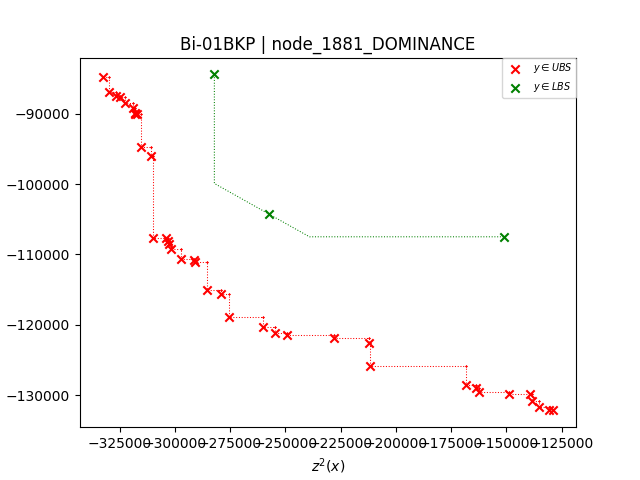 Bi-01BKP | node_1881_DOMINANCE
y ∈ UBS
y ∈ LBS
−90000
−100000
−110000
−120000
−130000
−325000 −300000 −275000 −250000 −225000 −200000 −175000 −150000 −125000
z²(x)